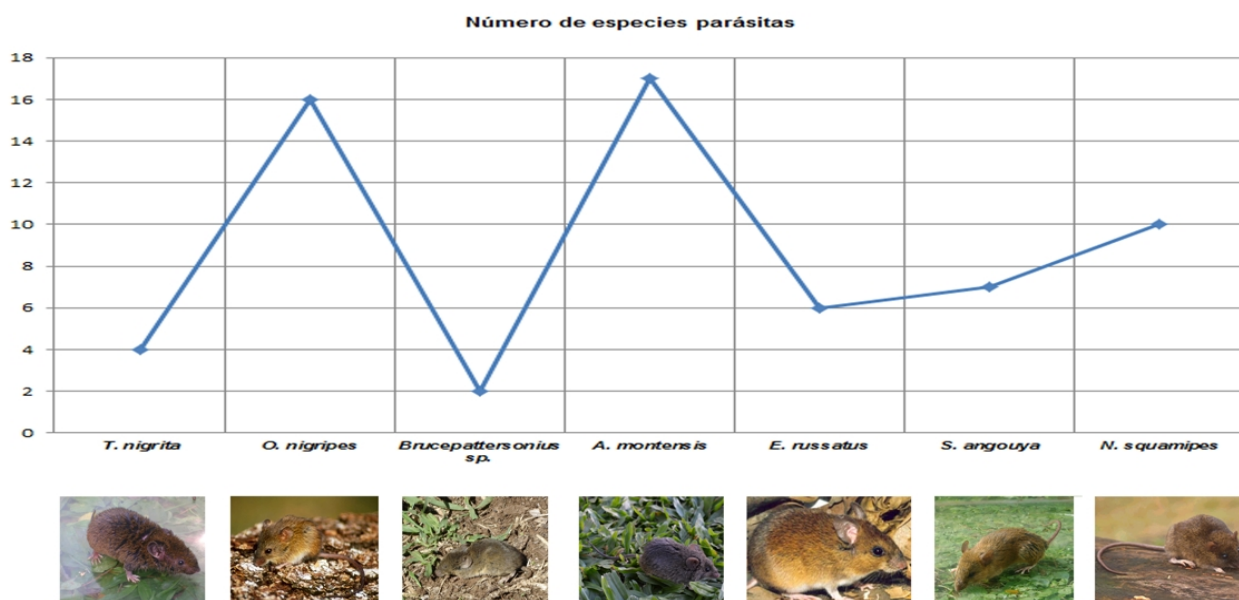 Número de especies parásitas
18
16
14
12
10
8
6
4
2
0
T. nigrita
O. nigripes
Brucepattersonius
sp.
A. montensis
E. russatus
S. angouya
N. squamipes